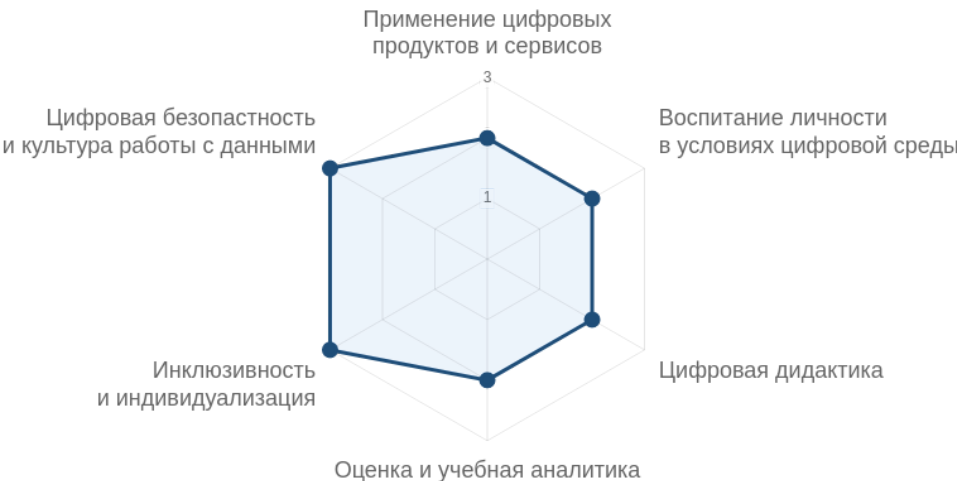 Применение цифровых
продуктов и сервисов
3
Цифровая безопастность
и культура работы с данными
Воспитание личности
в условиях цифровой среды
1
Инклюзивность
и индивидуализация
Цифровая дидактика
Оценка и учебная аналитика